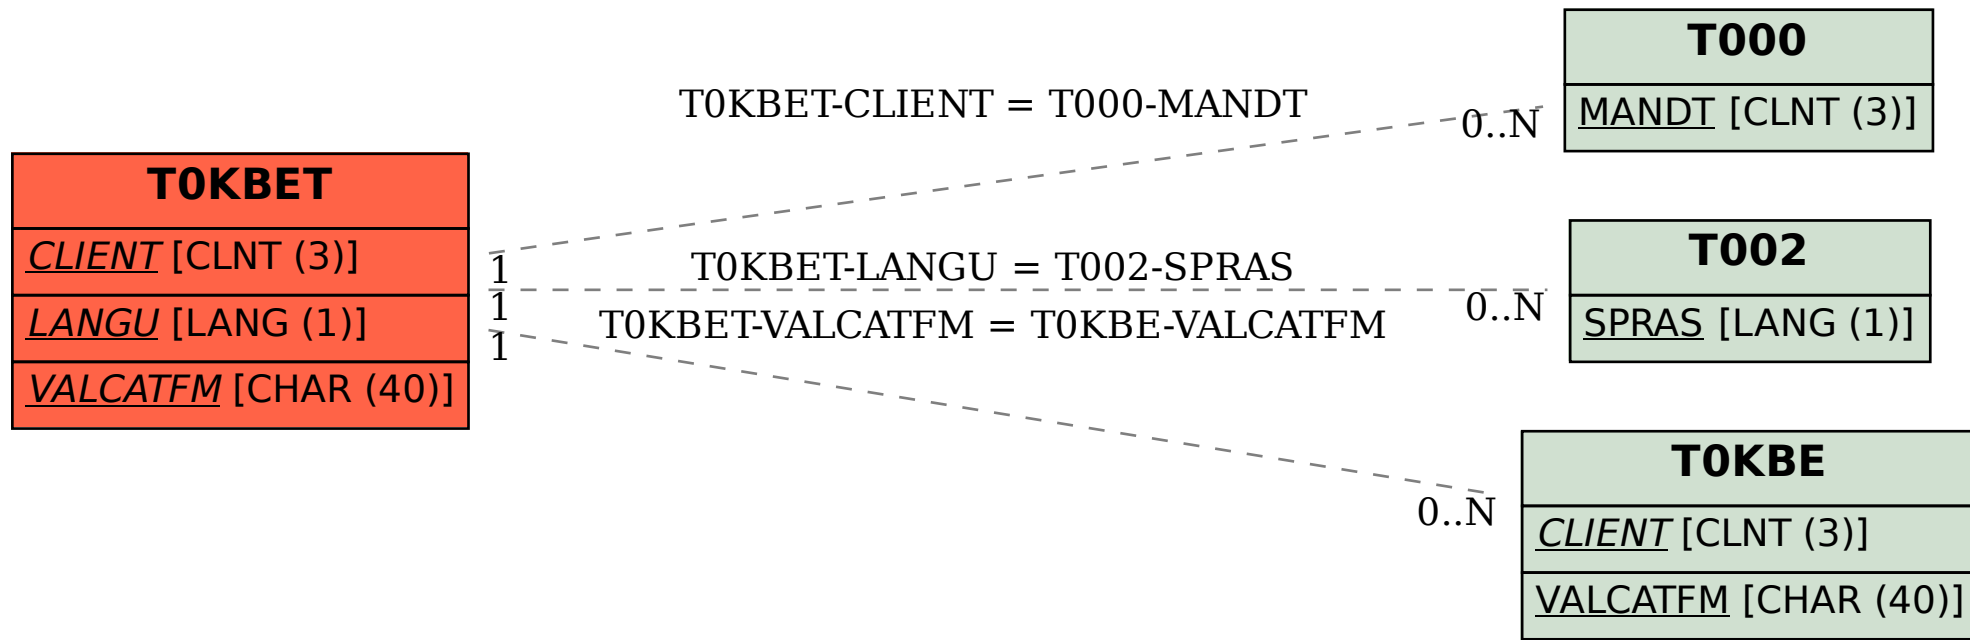 T0KBET
CLIENT [CLNT (3)]
LANGU [LANG (1)]
VALCATFM [CHAR (40)]
T0KBET-CLIENT = T000-MANDT
1
0..N
T0KBET-LANGU = T002-SPRAS
1
0..N
T0KBET-VALCATFM = T0KBE-VALCATFM
1
0..N
T000
MANDT [CLNT (3)]
T002
SPRAS [LANG (1)]
T0KBE
CLIENT [CLNT (3)]
VALCATFM [CHAR (40)]